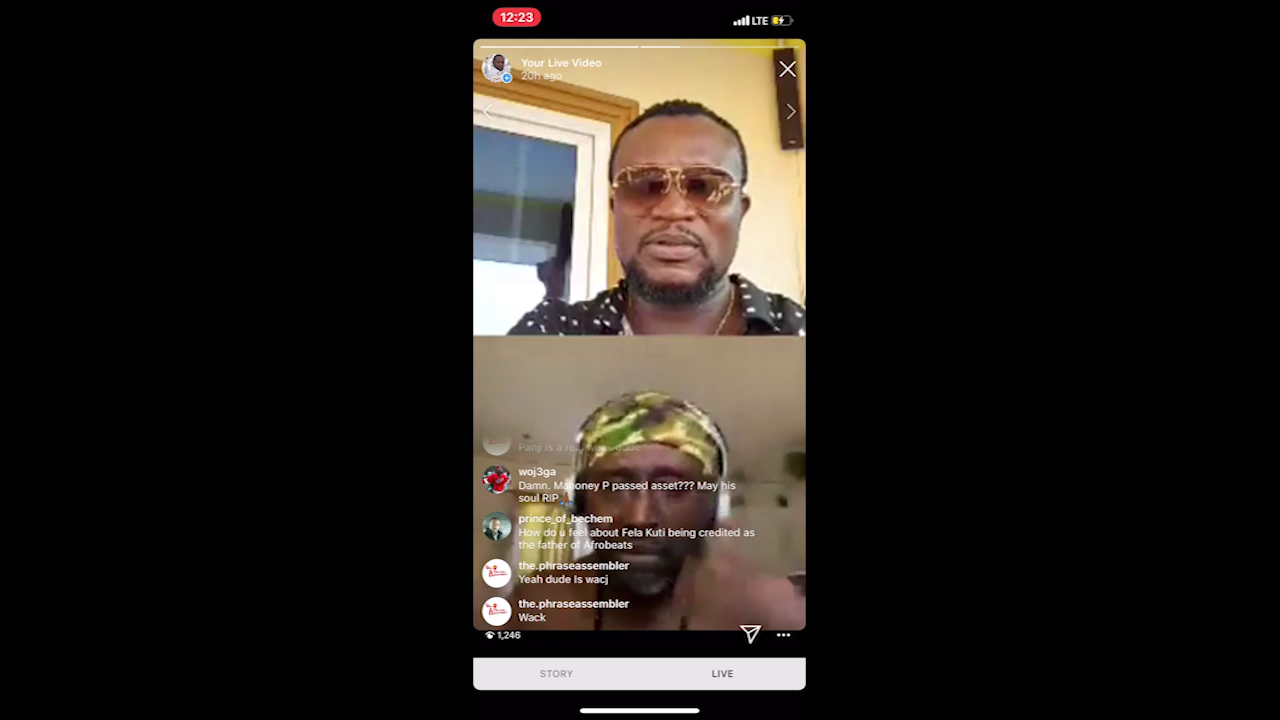 12:23
LTE
Your Live Video
20h ago
woj3ga
Damn. Mahoney P passed asset??? May his
soul RIP
prince_of_bechem
How do u feel about Fela Kuti being credited as
the father of Afrobeats
the.phraseassembler
Yeah dude Is wacj
the.phraseassembler
Wack
1,246
STORY
LIVE